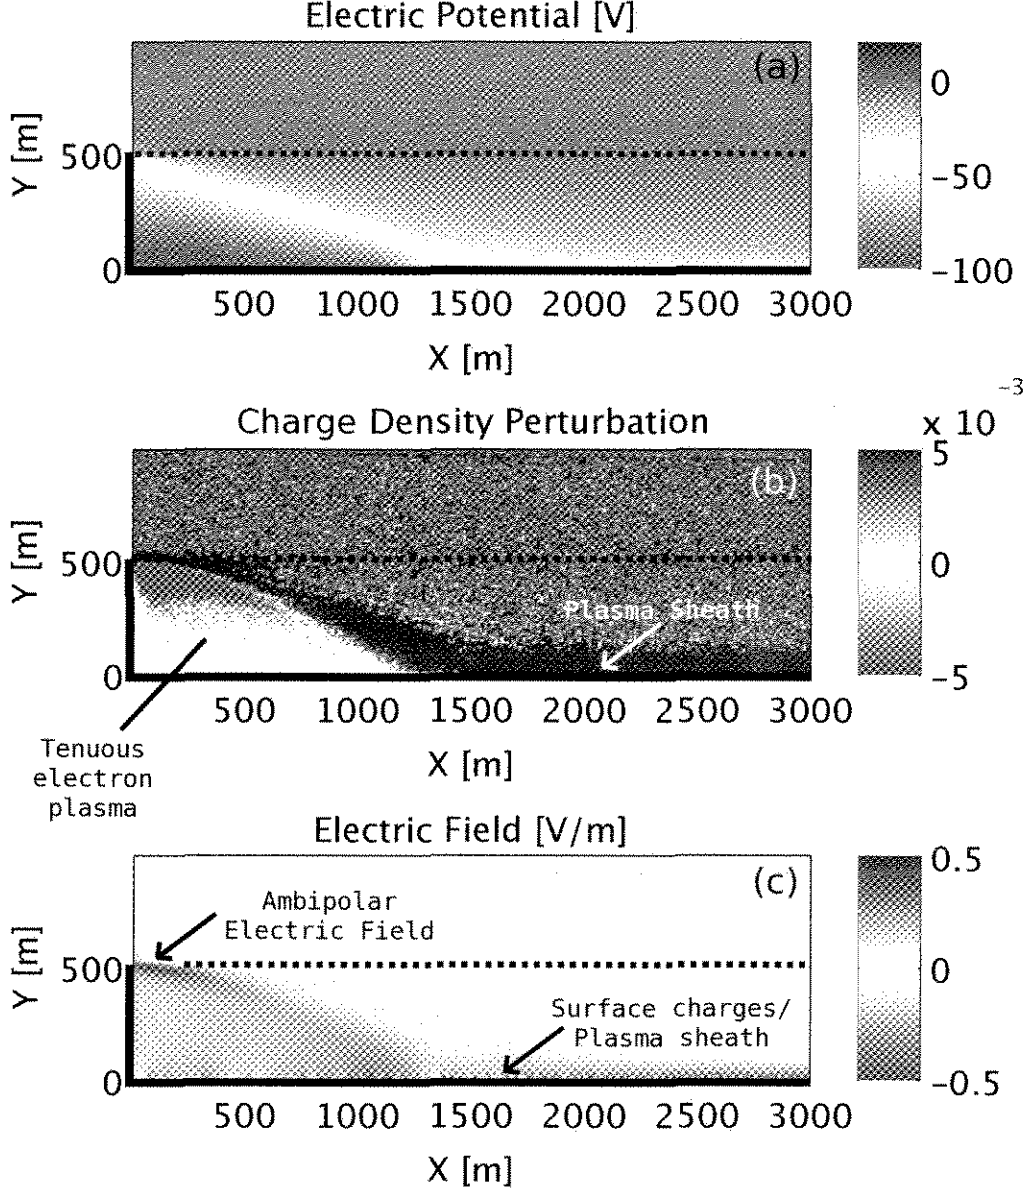 Electric Potential [V]
(a)
Y [m]
500
0
0
−50
−100
500 1000 1500 2000 2500 3000
X [m]
Charge Density Perturbation
x 10
−3
(b)
Y [m]
500
0
5
0
−5
Plasma Sheath
500 1000 1500 2000 2500 3000
X [m]
Tenuous
electron
plasma
Electric Field [V/m]
(c)
Y [m]
500
0
0.5
0
−0.5
Ambipolar
Electric Field
Surface charges/
Plasma sheath
500 1000 1500 2000 2500 3000
X [m]